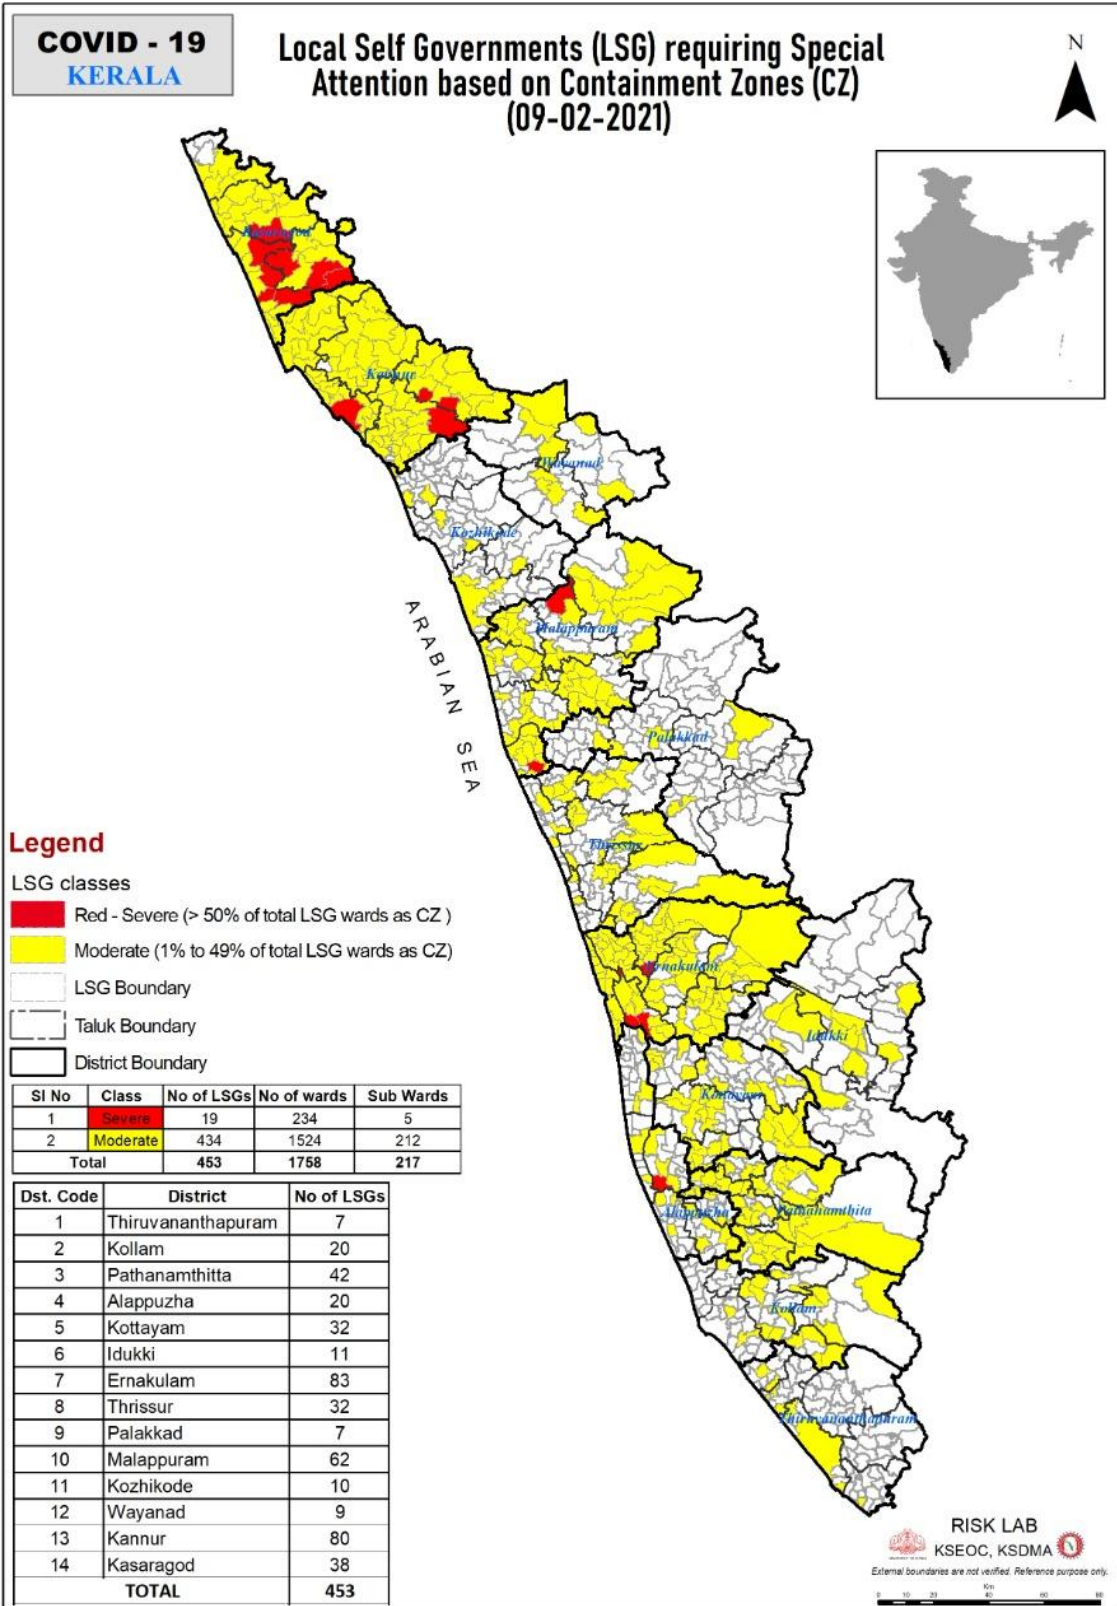 COVID - 19
KERALA
Local Self Governments (LSG) requiring Special
Attention based on Containment Zones (CZ)
(09-02-2021)
N
Kasaragod
Kannur
Wayanad
Kozhikode
Malappuram
ARABIAN SEA
Palakkad
Thrissur
Ernakulam
Idukki
Kottayam
Alappuzha
Pathanamthita
Kollam
Thiruvananthapuram
Legend
LSG classes
Red - Severe (> 50% of total LSG wards as CZ )
Moderate (1% to 49% of total LSG wards as CZ)
LSG Boundary
Taluk Boundary
District Boundary
Sl No Class No of LSGs No of wards Sub Wards
1 Severe 19 234 5
2 Moderate 434 1524 212
Total 453 1758 217
Dst. Code District No of LSGs
1 Thiruvananthapuram 7
2 Kollam 20
3 Pathanamthitta 42
4 Alappuzha 20
5 Kottayam 32
6 Idukki 11
7 Ernakulam 83
8 Thrissur 32
9 Palakkad 7
10 Malappuram 62
11 Kozhikode 10
12 Wayanad 9
13 Kannur 80
14 Kasaragod 38
TOTAL 453
RISK LAB
KSEOC, KSDMA
External boundaries are not verified. Reference purpose only.
Km
0 10 20 40 60 80